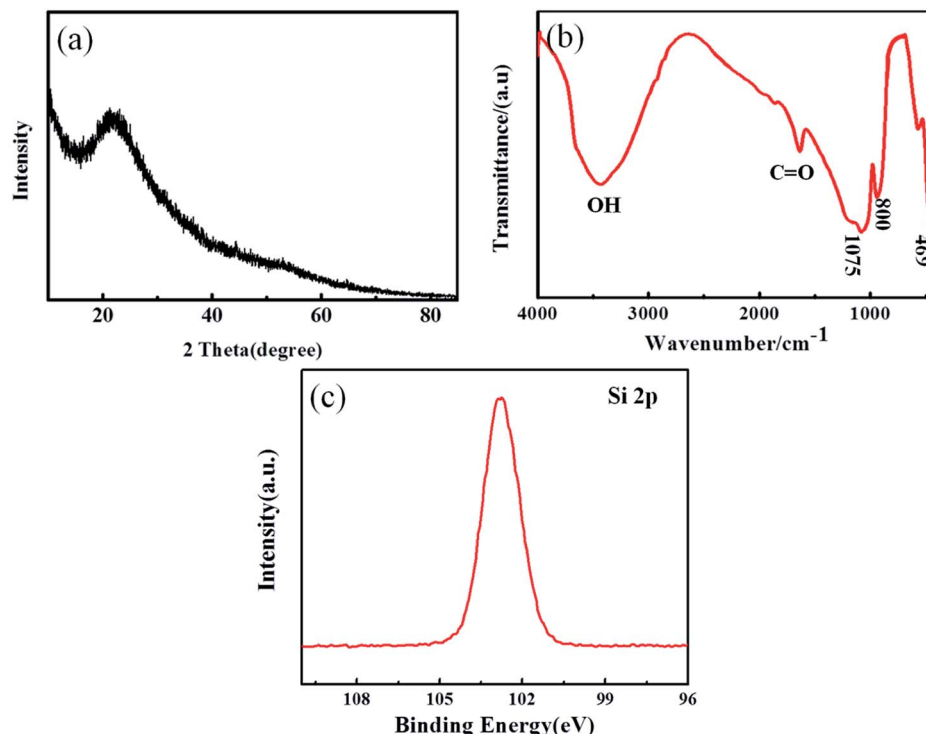 (a)
Intensity
20 40 60 80
2 Theta(degree)
(b)
Transmittance/(a.u)
OH
C=O
1075
800
469
4000 3000 2000 1000
Wavenumber/cm-1
(c)
Si 2p
Intensity(a.u.)
108 105 102 99 96
Binding Energy(eV)